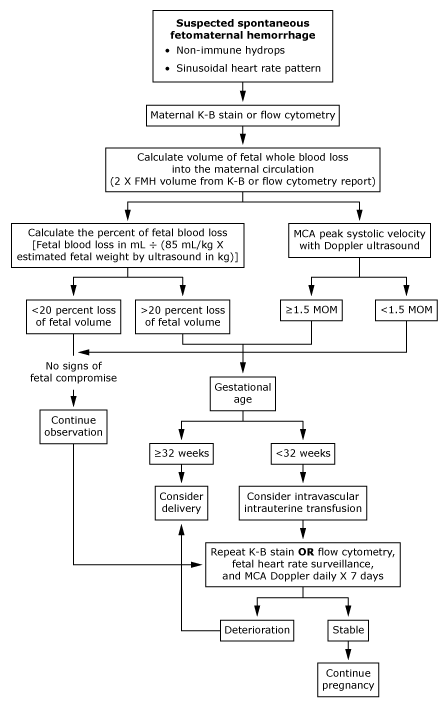 Suspected spontaneous
fetomaternal hemorrhage
• Non-immune hydrops
• Sinusoidal heart rate pattern
Maternal K-B stain or flow cytometry
Calculate volume of fetal whole blood loss
into the maternal circulation
(2 X FMH volume from K-B or flow cytometry report)
Calculate the percent of fetal blood loss
[Fetal blood loss in mL ÷ (85 mL/kg X
estimated fetal weight by ultrasound in kg)]
MCA peak systolic velocity
with Doppler ultrasound
<20 percent loss
of fetal volume
>20 percent loss
of fetal volume
≥1.5 MOM
<1.5 MOM
No signs of
fetal compromise
Gestational
age
Continue
observation
≥32 weeks
<32 weeks
Consider
delivery
Consider intravascular
intrauterine transfusion
Repeat K-B stain OR flow cytometry,
fetal heart rate surveillance,
and MCA Doppler daily X 7 days
Deterioration
Stable
Continue
pregnancy